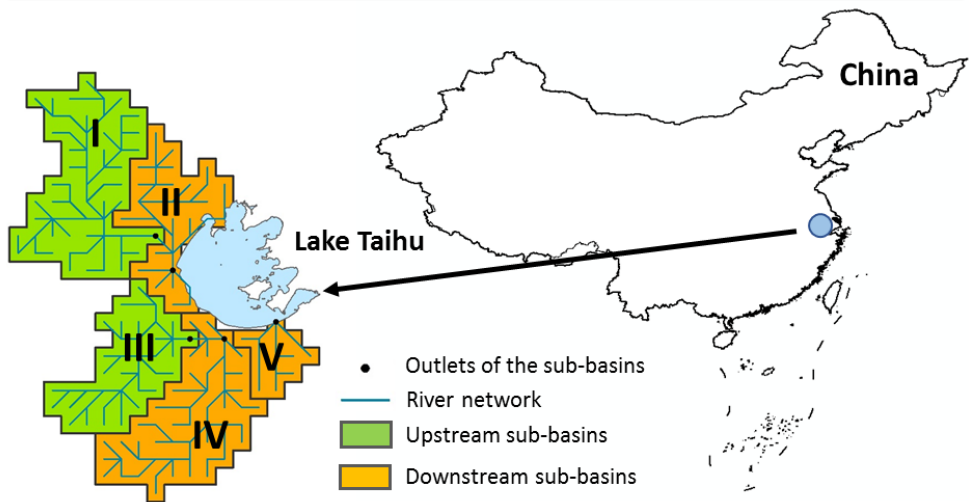 China
I
II
Lake Taihu
III
V
IV
Outlets of the sub-basins
River network
Upstream sub-basins
Downstream sub-basins